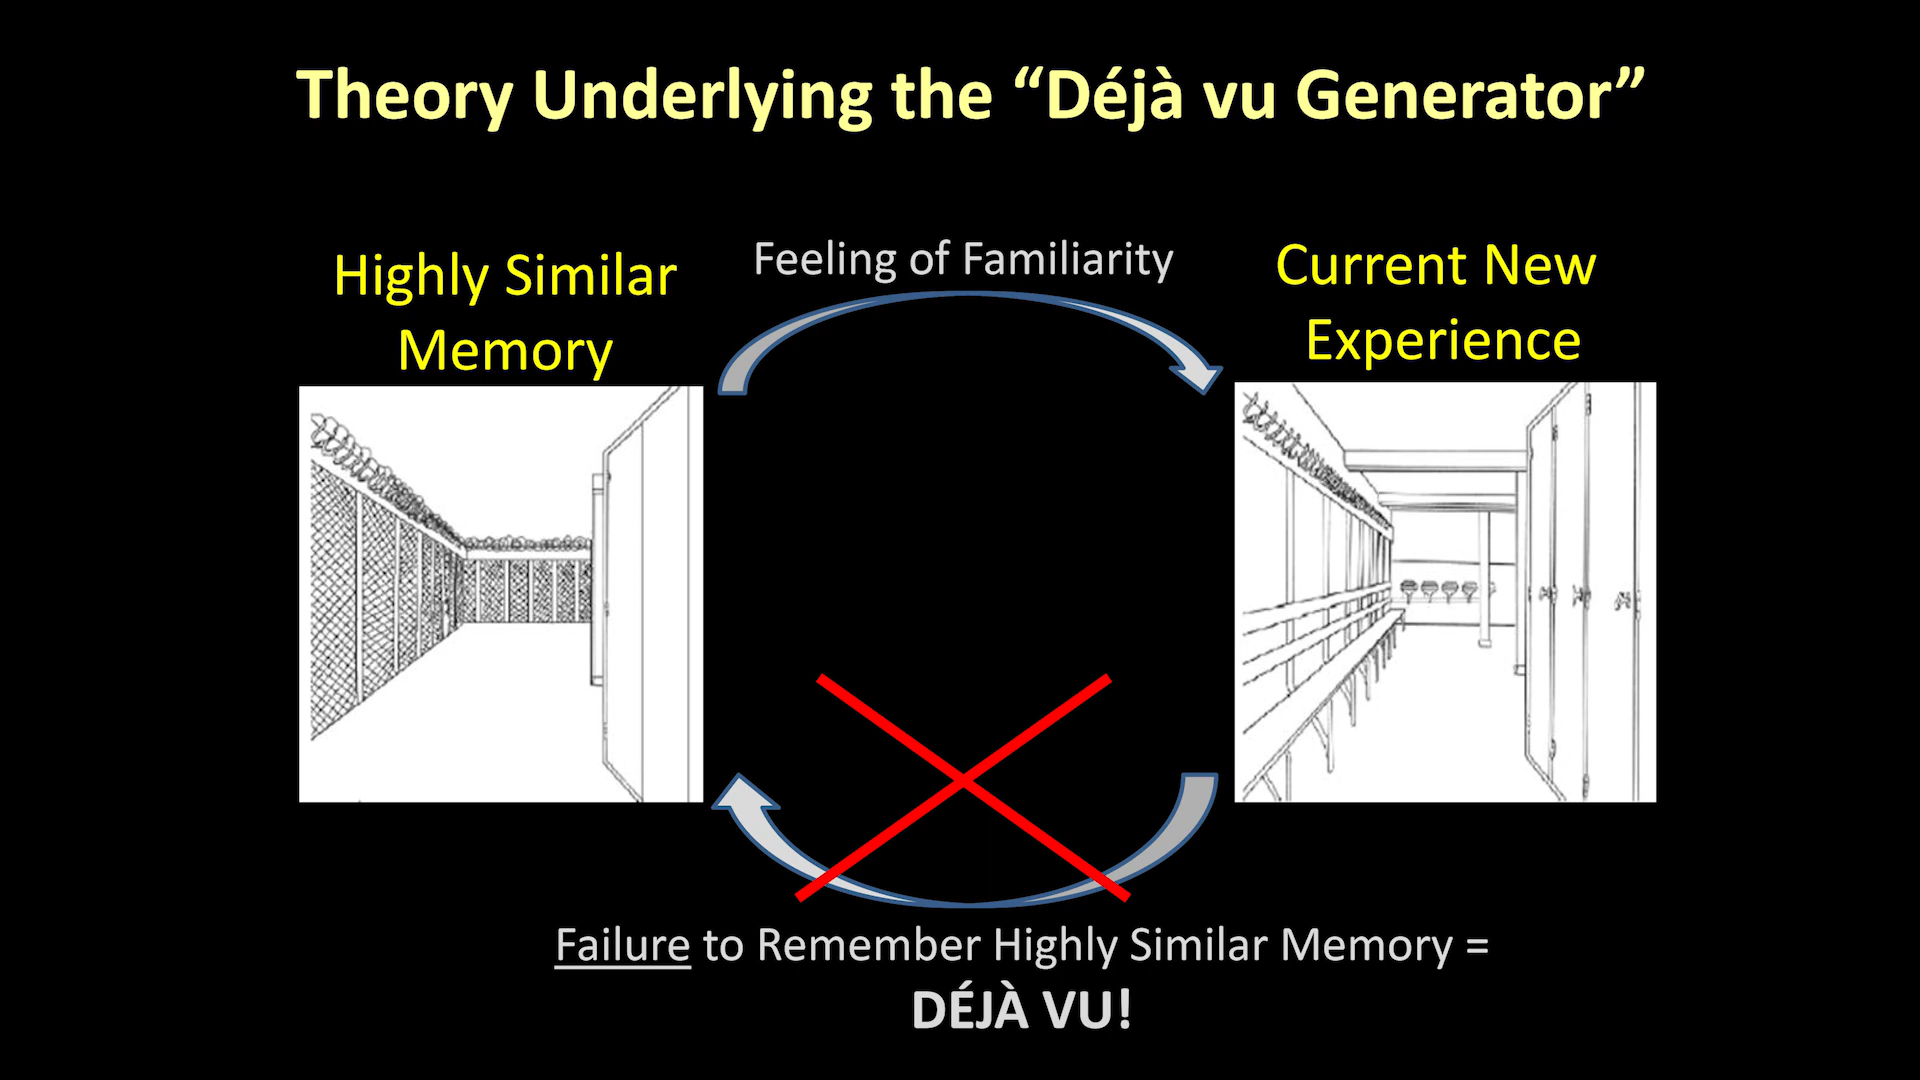 Theory Underlying the “Déjà vu Generator”
Highly Similar
Memory
Feeling of Familiarity
Current New
Experience
Failure to Remember Highly Similar Memory =
DÉJÀ VU!